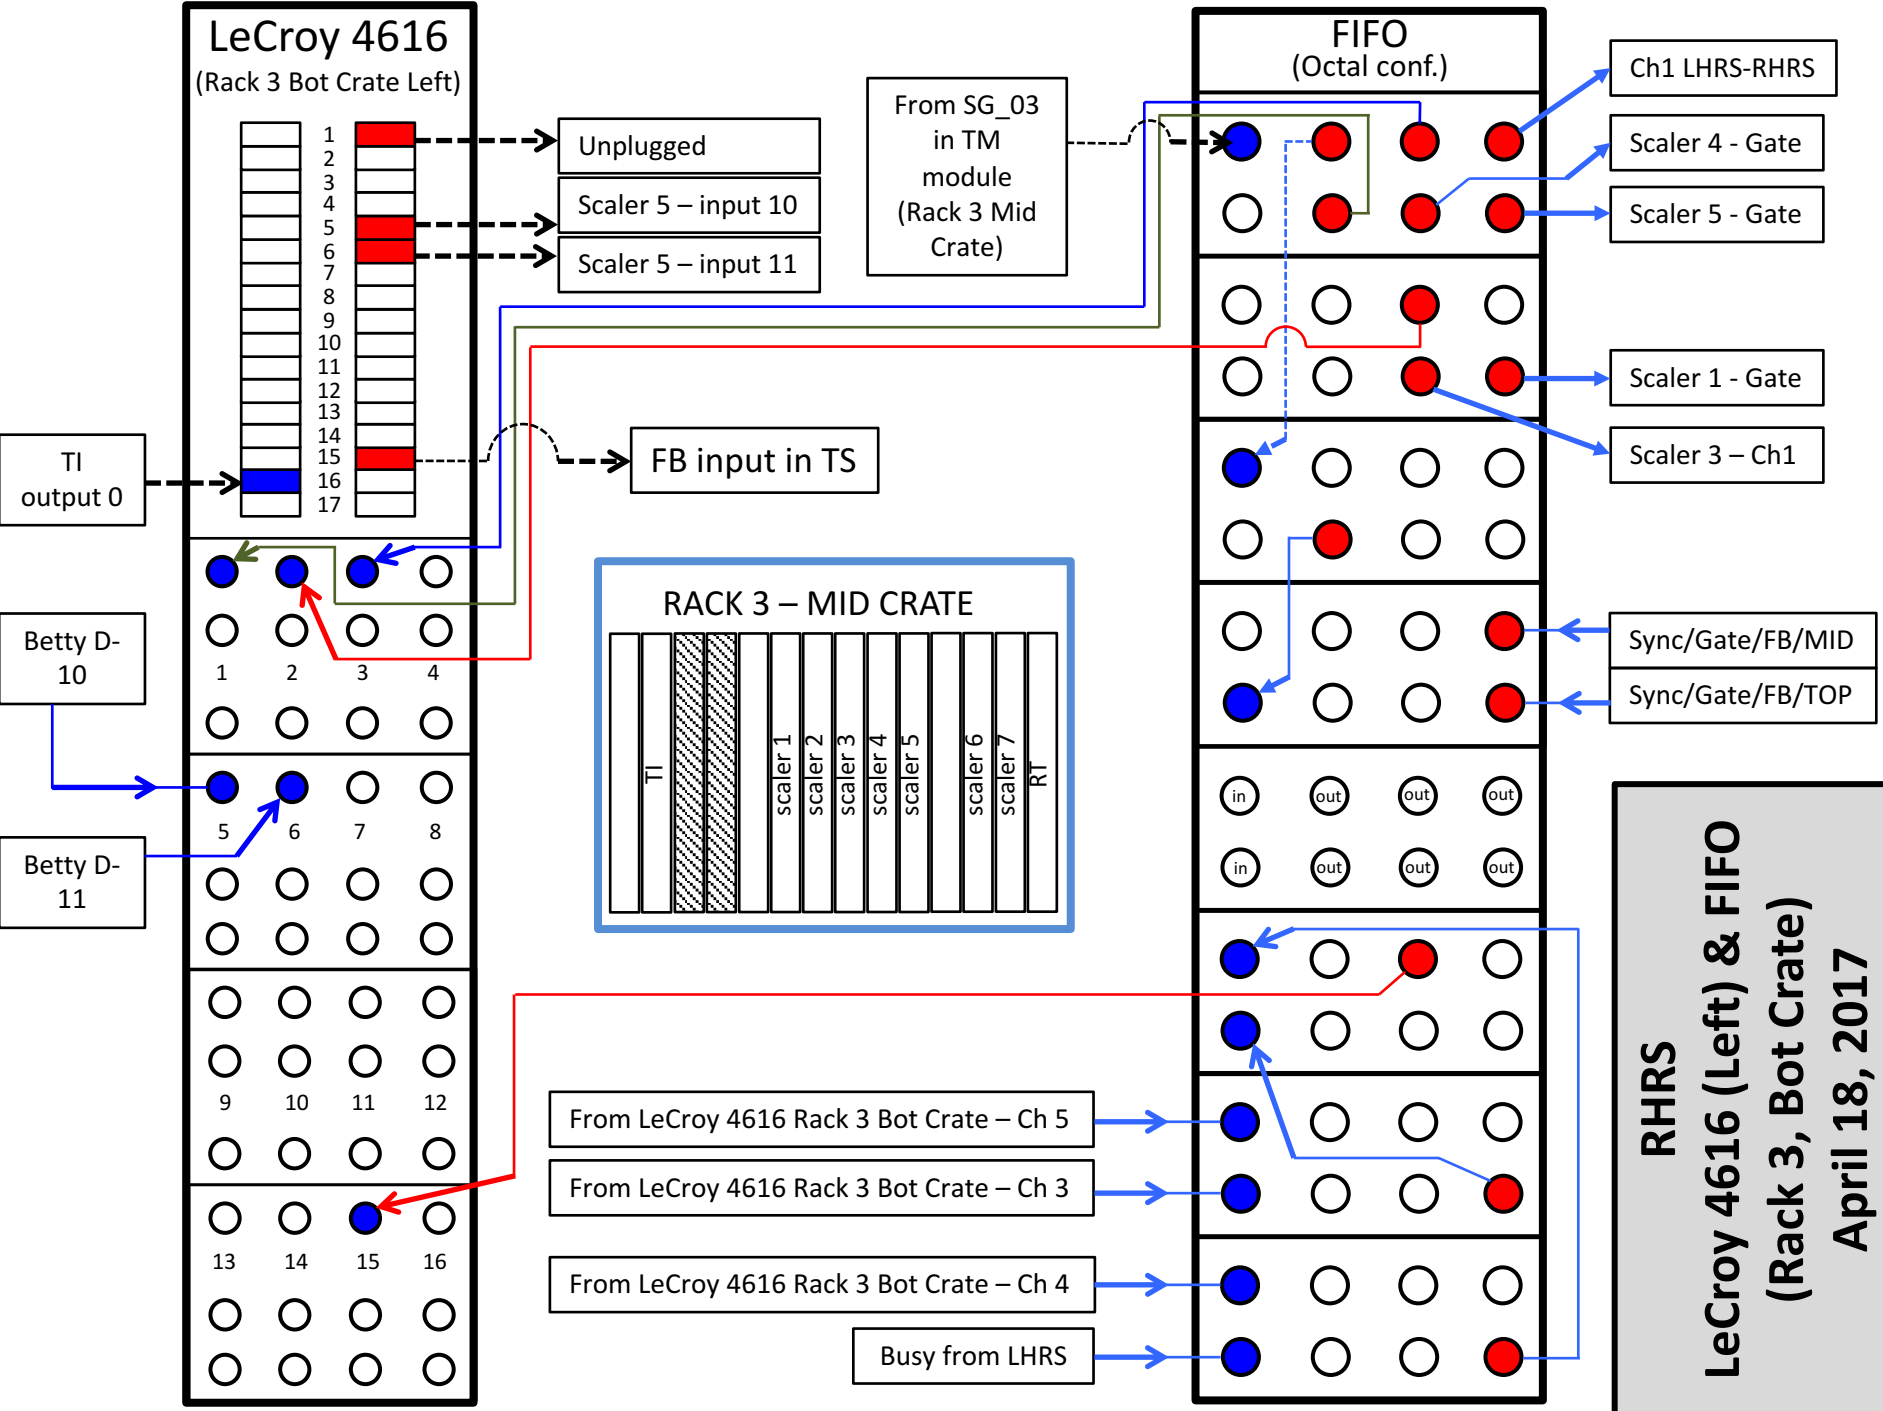 LeCroy 4616
(Rack 3 Bot Crate Left)
1
2
3
4
5
6
7
8
9
10
11
12
13
14
15
16
17
Unplugged
Scaler 5 – input 10
Scaler 5 – input 11
TI
output 0
FB input in TS
Betty D-
10
Betty D-
11
1 2 3 4
5 6 7 8
9 10 11 12
13 14 15 16
From SG_03
in TM
module
(Rack 3 Mid
Crate)
RACK 3 – MID CRATE
TI
scaler 1
scaler 2
scaler 3
scaler 4
scaler 5
scaler 6
scaler 7
RT
From LeCroy 4616 Rack 3 Bot Crate – Ch 5
From LeCroy 4616 Rack 3 Bot Crate – Ch 3
From LeCroy 4616 Rack 3 Bot Crate – Ch 4
Busy from LHRS
FIFO
(Octal conf.)
in out out out
in out out out
Ch1 LHRS-RHRS
Scaler 4 - Gate
Scaler 5 - Gate
Scaler 1 - Gate
Scaler 3 – Ch1
Sync/Gate/FB/MID
Sync/Gate/FB/TOP
RHRS
LeCroy 4616 (Left) & FIFO
(Rack 3, Bot Crate)
April 18, 2017